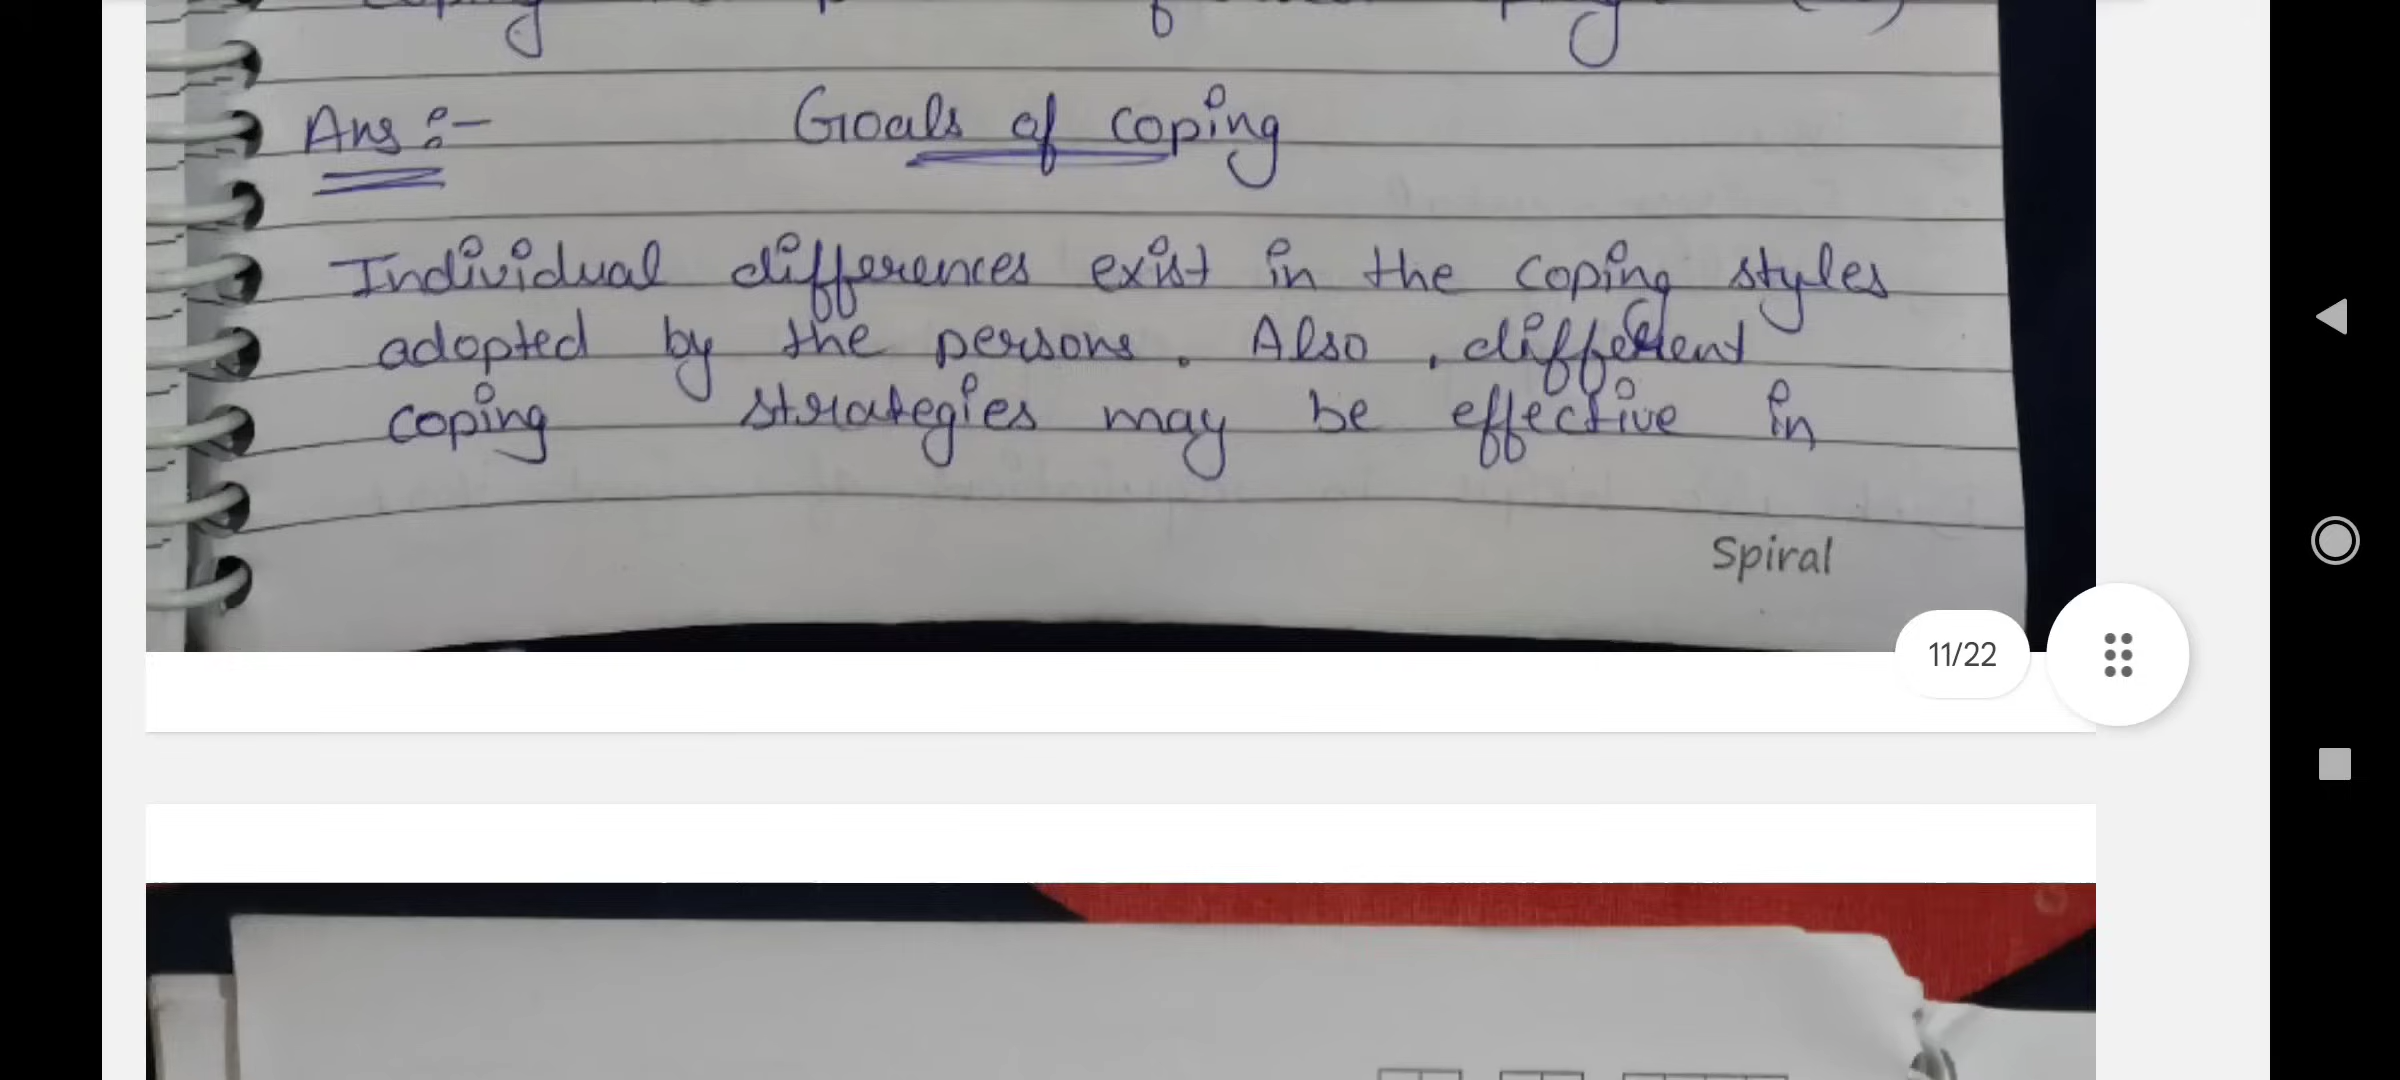 Ans :- Goals of coping
Individual differences exist in the coping styles
adopted by the persons. Also, different
coping strategies may be effective in
Spiral
11/22